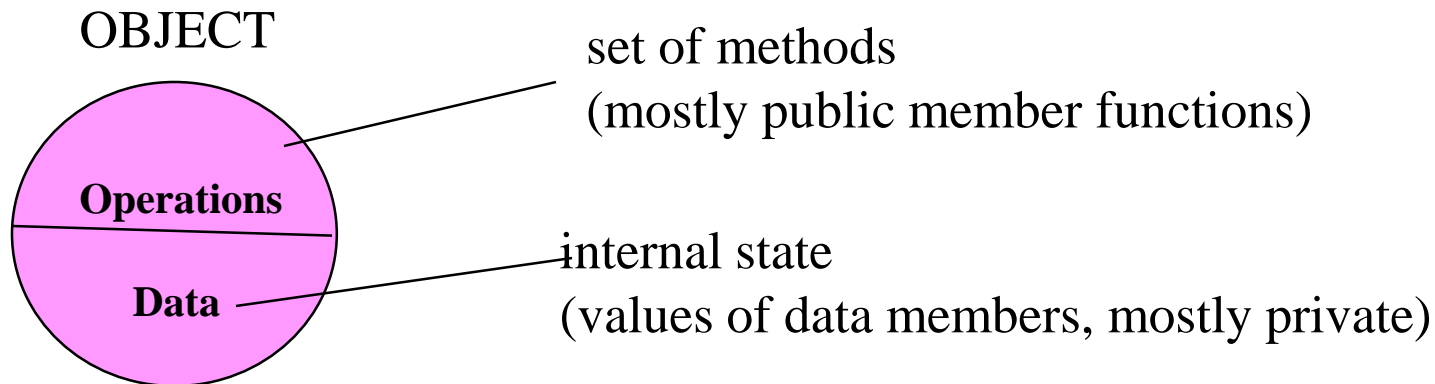 OBJECT
set of methods
(mostly public member functions)
Operations
internal state
(values of data members, mostly private)
Data